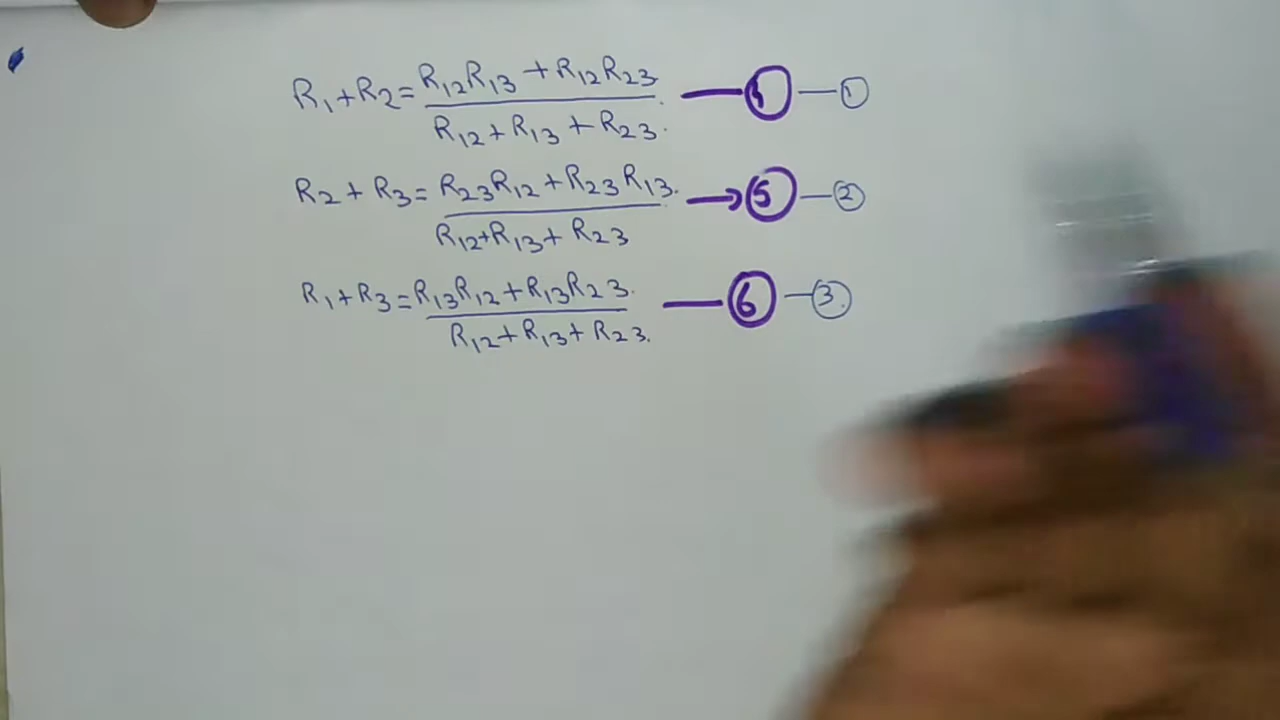 R₁+R₂ = (R₁₂R₁₃ + R₁₂R₂₃) / (R₁₂ + R₁₃ + R₂₃) — ④ — ①
R₂ + R₃ = (R₂₃R₁₂ + R₂₃R₁₃) / (R₁₂+R₁₃ + R₂₃) → ⑤ — ②
R₁+R₃ = (R₁₃R₁₂ + R₁₃R₂₃) / (R₁₂+R₁₃+R₂₃) — ⑥ — ③